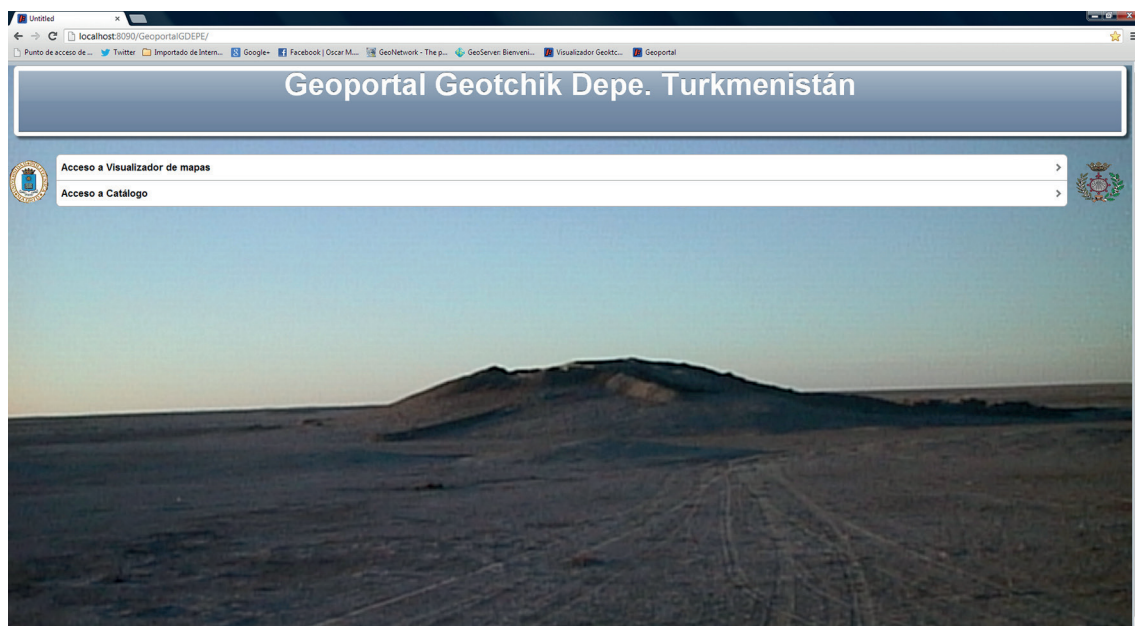 Untitled
localhost:8090/GeoportalGDEPE/
Punto de acceso de ... Twitter Importado de Intern... Google+ Facebook | Oscar M.... GeoNetwork - The p... GeoServer: Bienveni... Visualizador Geoktc... Geoportal
Geoportal Geotchik Depe. Turkmenistán
Acceso a Visualizador de mapas
Acceso a Catálogo